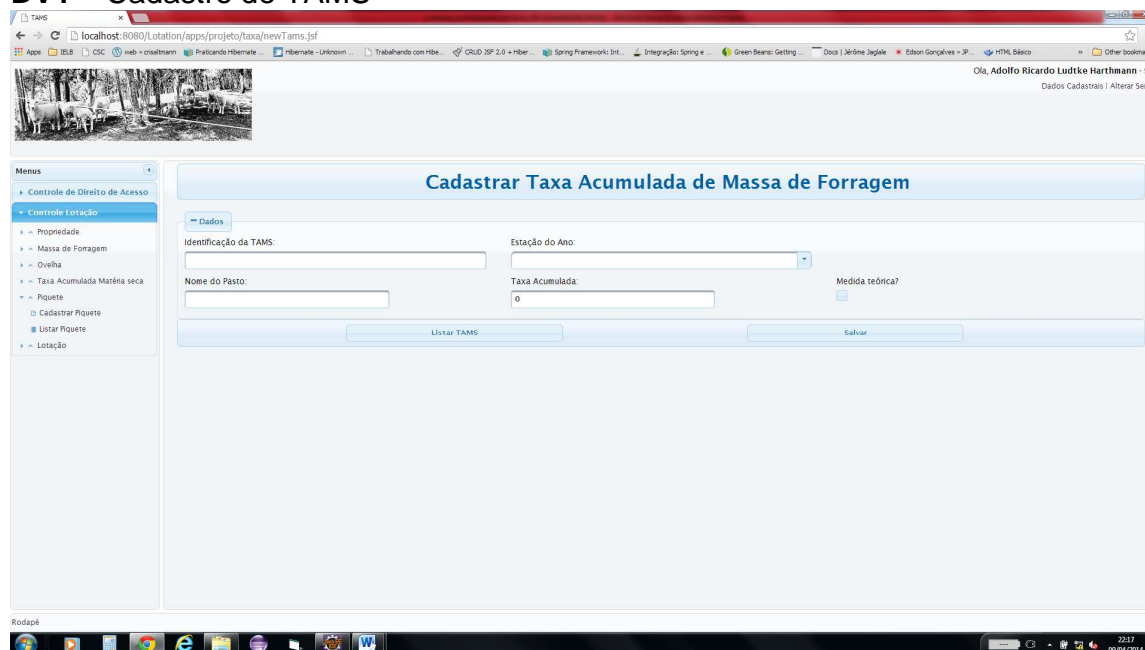 DV1 – Cadastro de TAMS
TAMS
localhost:8080/Lotation/apps/projeto/taxa/newTams.jsf
Apps IELB CSC web < crisaltmann Praticando Hibernate ... Hibernate - Unknown ... Trabalhando com Hibe... CRUD JSF 2.0 + Hiber... Spring Framework: Int... Integração: Spring e ... Green Beans: Getting ... Docs | Jérôme Jaglale Edson Gonçalves > JP... HTML Básico » Other bookma
Ola, Adolfo Ricardo Ludtke Harthmann -
Dados Cadastrais | Alterar Se
Menus
Controle de Direito de Acesso
Controle Lotação
Propriedade
Massa de Forragem
Ovelha
Taxa Acumulada Matéria seca
Piquete
Cadastrar Piquete
Listar Piquete
Lotação
Cadastrar Taxa Acumulada de Massa de Forragem
Dados
Identificação da TAMS: Estação do Ano:
Nome do Pasto: Taxa Acumulada: Medida teórica?
0
Listar TAMS Salvar
Rodapé
22:17
09/04/2014